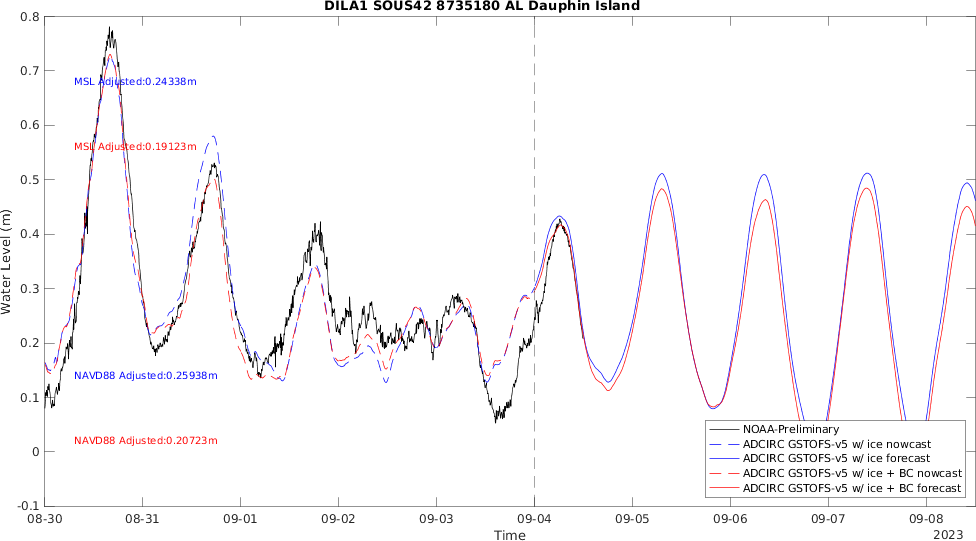 DILA1 SOUS42 8735180 AL Dauphin Island
0.8
0.7
0.6
0.5
0.4
0.3
0.2
0.1
0
-0.1
Water Level (m)
MSL Adjusted:0.24338m
MSL Adjusted:0.19123m
NAVD88 Adjusted:0.25938m
NAVD88 Adjusted:0.20723m
NOAA-Preliminary
ADCIRC GSTOFS-v5 w/ ice nowcast
ADCIRC GSTOFS-v5 w/ ice forecast
ADCIRC GSTOFS-v5 w/ ice + BC nowcast
ADCIRC GSTOFS-v5 w/ ice + BC forecast
08-30 08-31 09-01 09-02 09-03 09-04 09-05 09-06 09-07 09-08
Time
2023